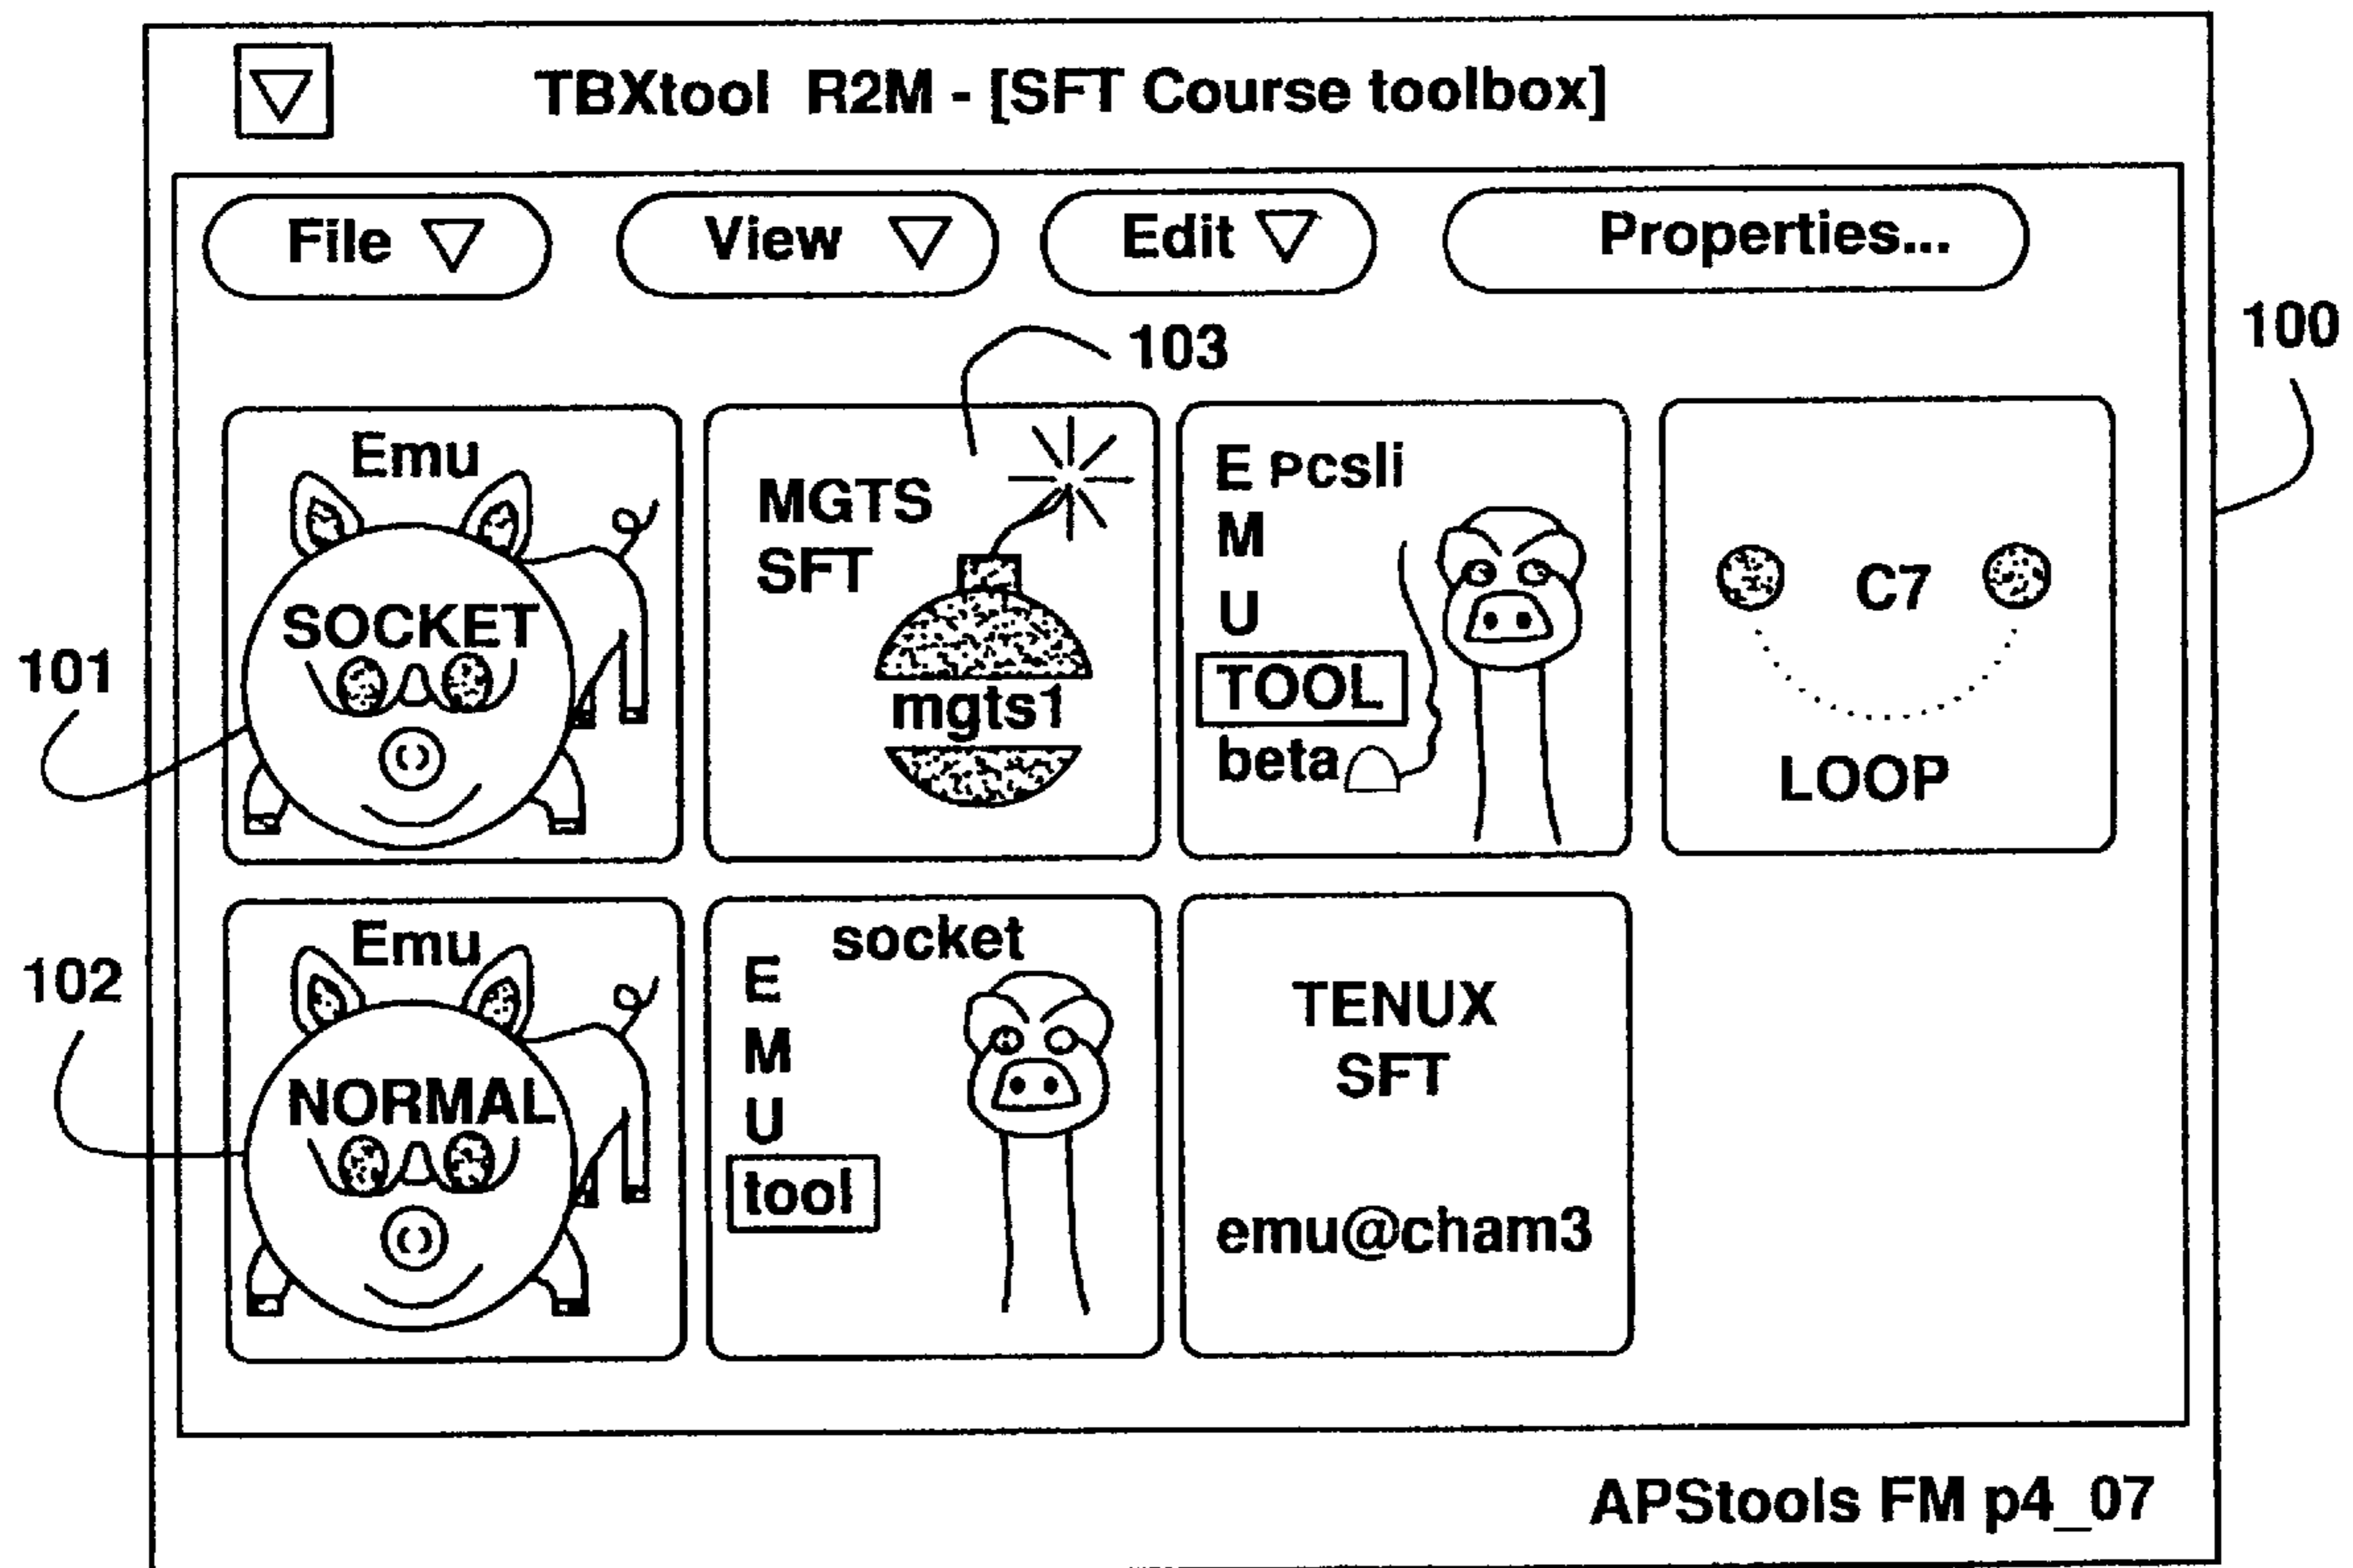 TBXtool R2M - [SFT Course toolbox]
File
View
Edit
Properties...
100
103
Emu
SOCKET
101
MGTS
SFT
mgts1
E pcsli
M
U
TOOL
beta
C7
LOOP
Emu
NORMAL
102
socket
E
M
U
tool
TENUX
SFT
emu@cham3
APStools FM p4_07